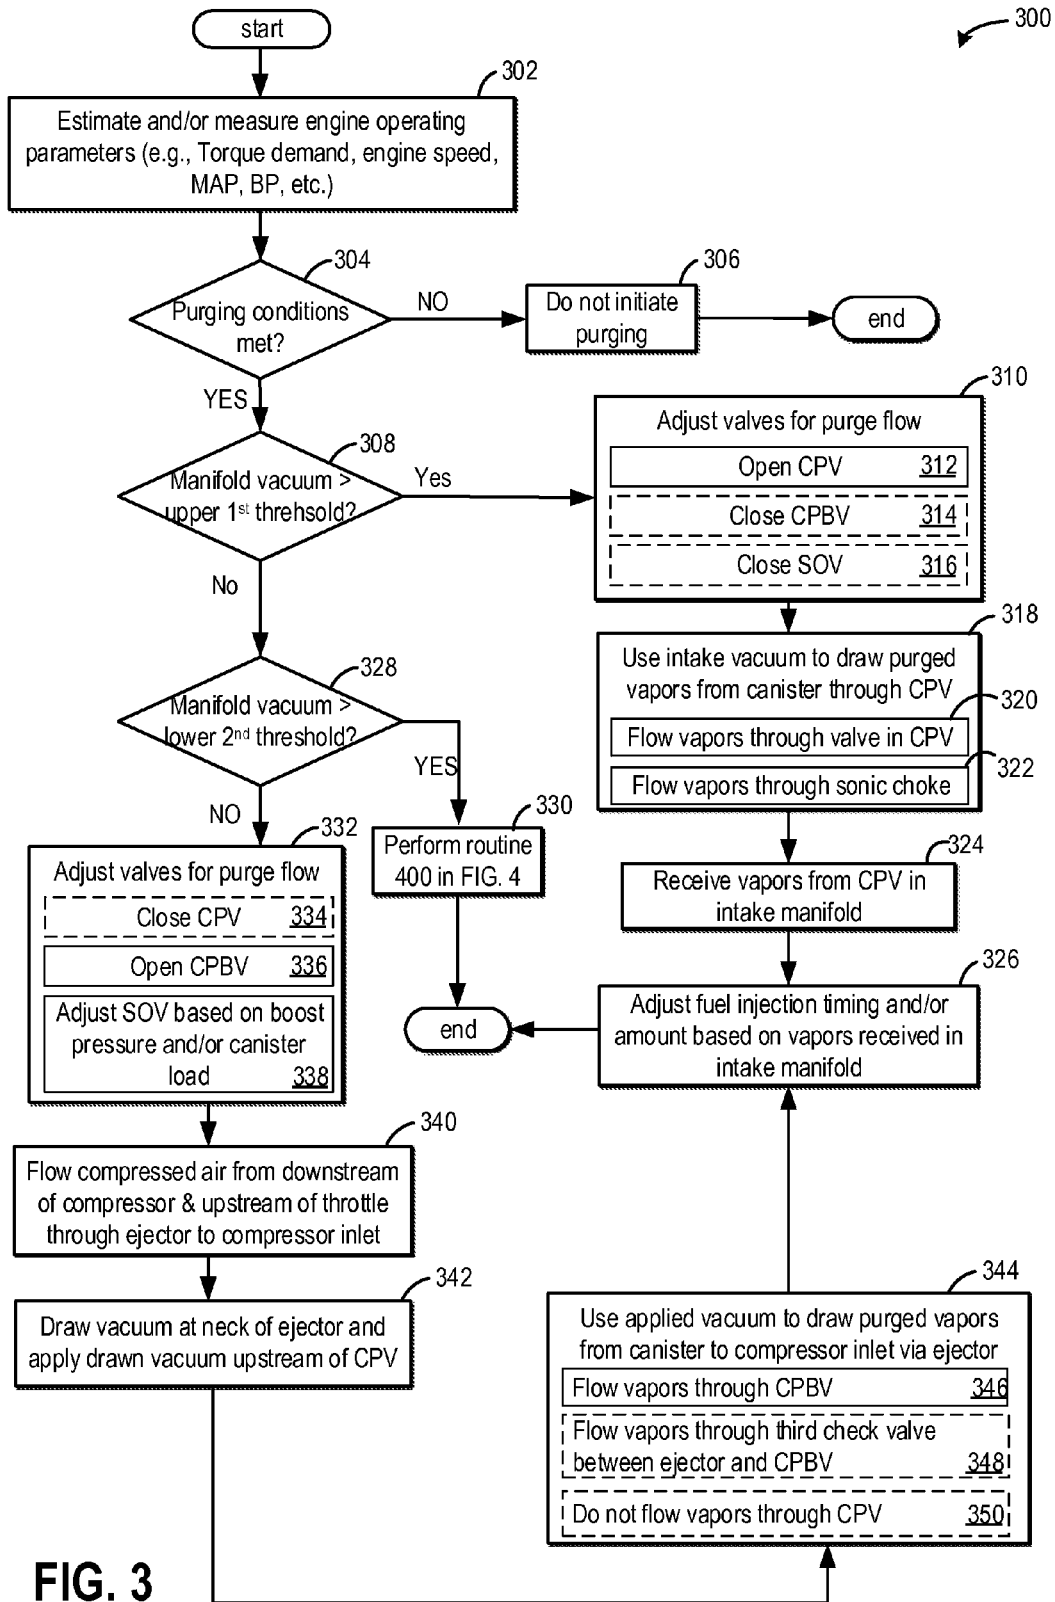 300
start
302
Estimate and/or measure engine operating
parameters (e.g., Torque demand, engine speed,
MAP, BP, etc.)
304
Purging conditions
met?
NO
306
Do not initiate
purging
end
YES
308
Manifold vacuum >
upper 1st threhsold?
Yes
310
Adjust valves for purge flow
Open CPV 312
Close CPBV 314
Close SOV 316
No
318
Use intake vacuum to draw purged
vapors from canister through CPV
320
Flow vapors through valve in CPV
322
Flow vapors through sonic choke
328
Manifold vacuum >
lower 2nd threshold?
YES
330
Perform routine
400 in FIG. 4
end
324
Receive vapors from CPV in
intake manifold
326
Adjust fuel injection timing and/or
amount based on vapors received in
intake manifold
NO
332
Adjust valves for purge flow
Close CPV 334
Open CPBV 336
Adjust SOV based on boost
pressure and/or canister
load 338
340
Flow compressed air from downstream
of compressor & upstream of throttle
through ejector to compressor inlet
342
Draw vacuum at neck of ejector and
apply drawn vacuum upstream of CPV
344
Use applied vacuum to draw purged vapors
from canister to compressor inlet via ejector
Flow vapors through CPBV 346
Flow vapors through third check valve
between ejector and CPBV 348
Do not flow vapors through CPV 350
FIG. 3